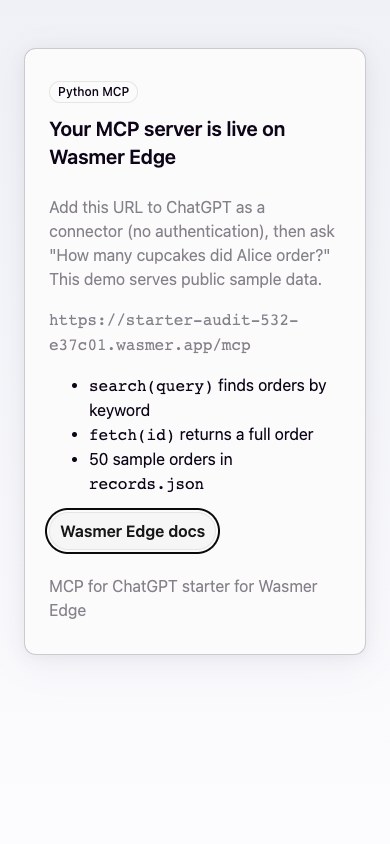 Python MCP
Your MCP server is live on
Wasmer Edge
Add this URL to ChatGPT as a
connector (no authentication), then ask
"How many cupcakes did Alice order?"
This demo serves public sample data.
https://starter-audit-532-
e37c01.wasmer.app/mcp
• search(query) finds orders by
keyword
• fetch(id) returns a full order
• 50 sample orders in
records.json
Wasmer Edge docs
MCP for ChatGPT starter for Wasmer
Edge